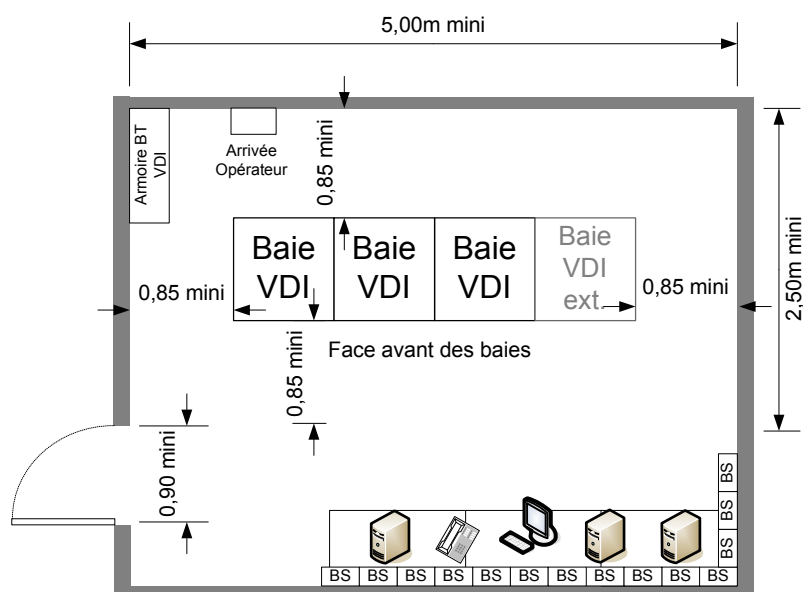 5,00m mini
Armoire BT
VDI
Arrivée
Opérateur
0,85 mini
2,50m mini
Baie
VDI
Baie
VDI
Baie
VDI
Baie
VDI
ext.
0,85 mini
0,85 mini
Face avant des baies
0,85 mini
0,90 mini
BS
BS
BS
BS
BS
BS
BS
BS
BS
BS
BS
BS
BS
BS